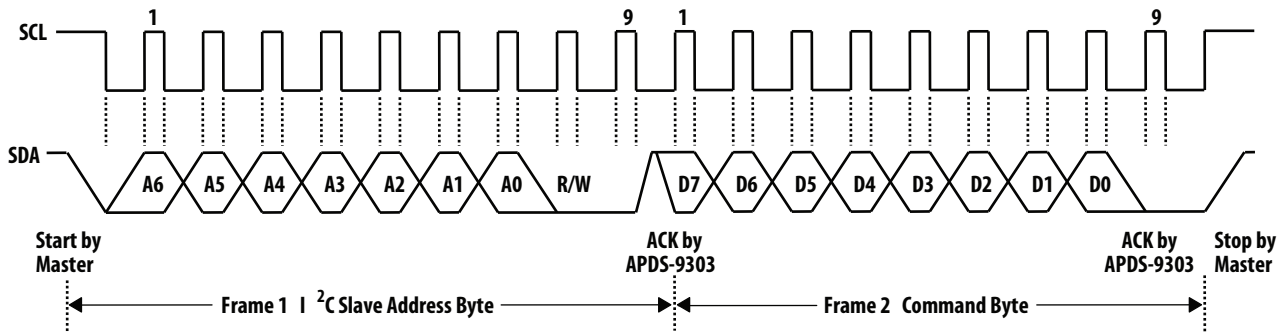 1 9 1 9
SCL
SDA A6 A5 A4 A3 A2 A1 A0 R/W D7 D6 D5 D4 D3 D2 D1 D0
Start by
Master
ACK by
APDS-9303
ACK by
APDS-9303
Stop by
Master
Frame 1 I ²C Slave Address Byte
Frame 2 Command Byte